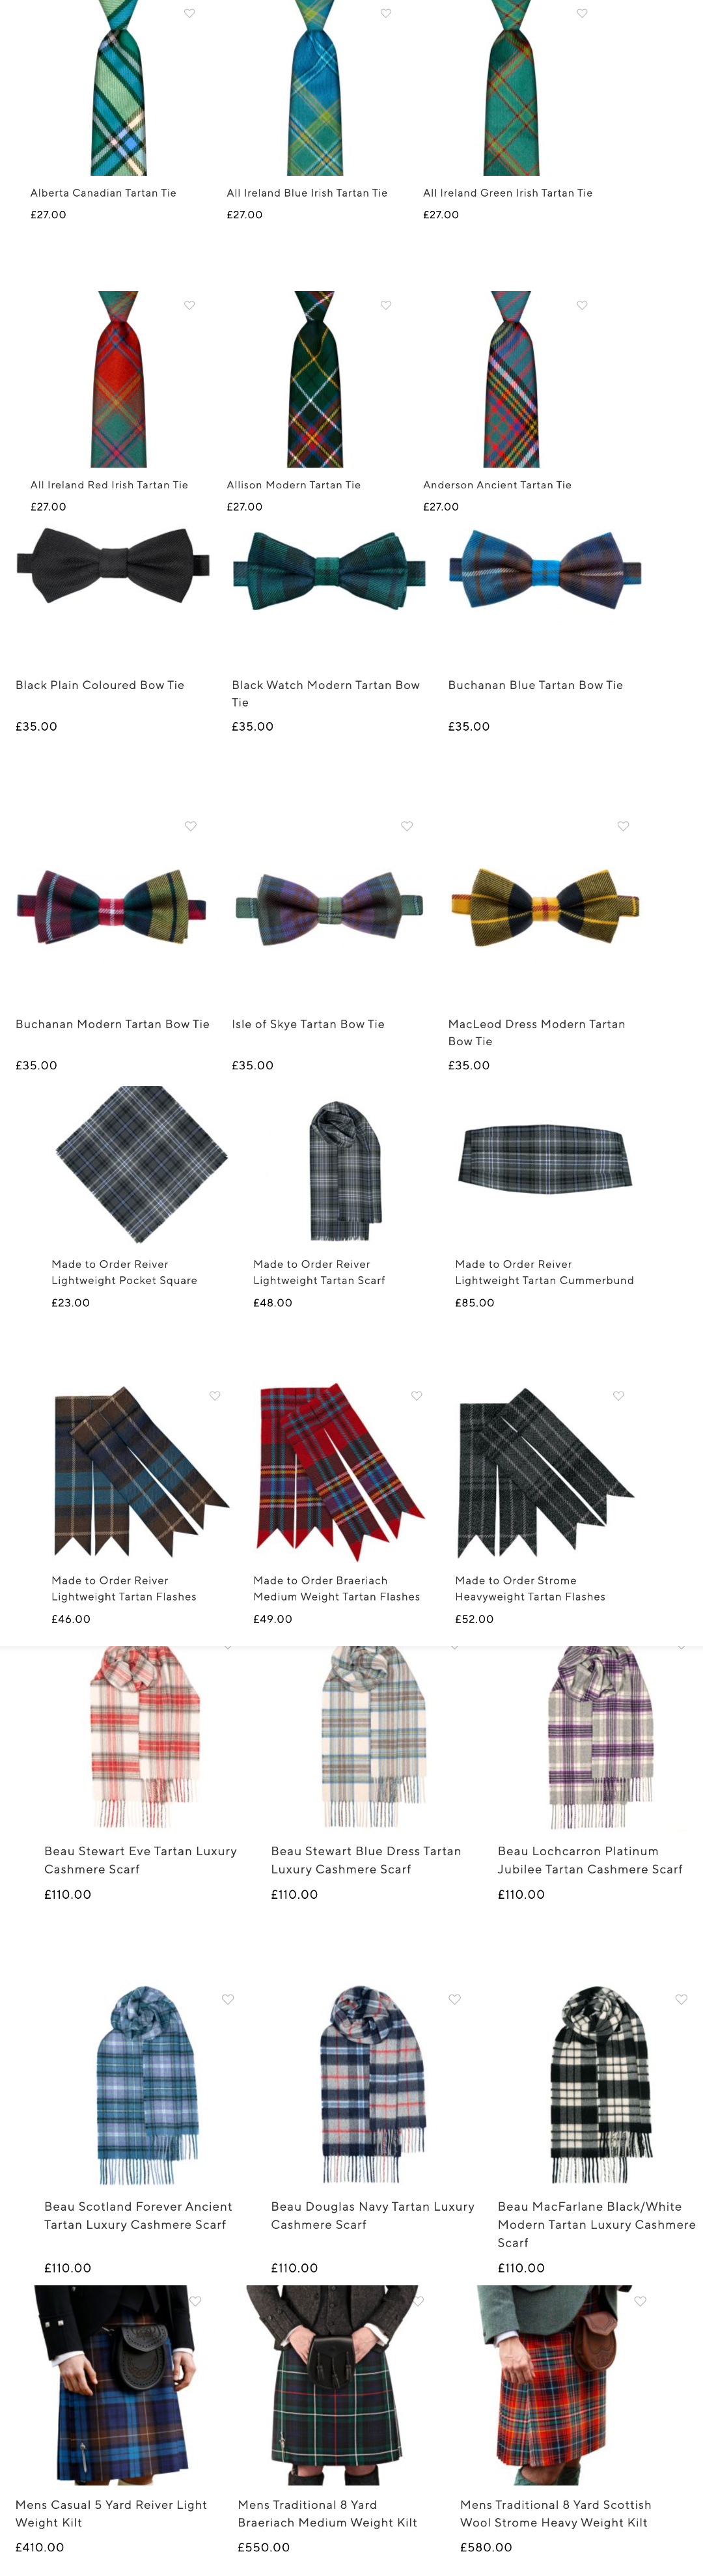 Alberta Canadian Tartan Tie
All Ireland Blue Irish Tartan Tie
All Ireland Green Irish Tartan Tie
£27.00
£27.00
£27.00
All Ireland Red Irish Tartan Tie
Allison Modern Tartan Tie
Anderson Ancient Tartan Tie
£27.00
£27.00
£27.00
Black Plain Coloured Bow Tie
Black Watch Modern Tartan Bow
Tie
Buchanan Blue Tartan Bow Tie
£35.00
£35.00
£35.00
Buchanan Modern Tartan Bow Tie
Isle of Skye Tartan Bow Tie
MacLeod Dress Modern Tartan
Bow Tie
£35.00
£35.00
£35.00
Made to Order Reiver
Lightweight Pocket Square
£23.00
Made to Order Reiver
Lightweight Tartan Scarf
£48.00
Made to Order Reiver
Lightweight Tartan Cummerbund
£85.00
Made to Order Reiver
Lightweight Tartan Flashes
£46.00
Made to Order Braeriach
Medium Weight Tartan Flashes
£49.00
Made to Order Strome
Heavyweight Tartan Flashes
£52.00
Beau Stewart Eve Tartan Luxury
Cashmere Scarf
£110.00
Beau Stewart Blue Dress Tartan
Luxury Cashmere Scarf
£110.00
Beau Lochcarron Platinum
Jubilee Tartan Cashmere Scarf
£110.00
Beau Scotland Forever Ancient
Tartan Luxury Cashmere Scarf
£110.00
Beau Douglas Navy Tartan Luxury
Cashmere Scarf
£110.00
Beau MacFarlane Black/White
Modern Tartan Luxury Cashmere
Scarf
£110.00
Mens Casual 5 Yard Reiver Light
Weight Kilt
£410.00
Mens Traditional 8 Yard
Braeriach Medium Weight Kilt
£550.00
Mens Traditional 8 Yard Scottish
Wool Strome Heavy Weight Kilt
£580.00